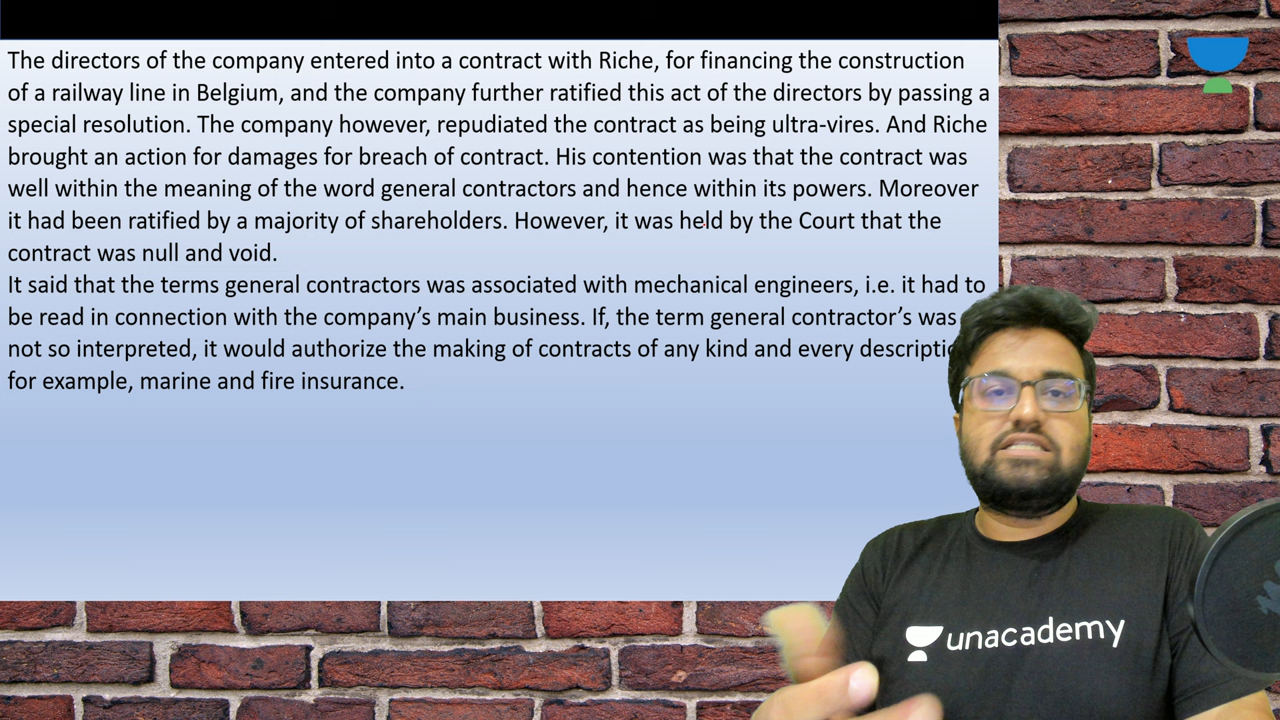 The directors of the company entered into a contract with Riche, for financing the construction
of a railway line in Belgium, and the company further ratified this act of the directors by passing a
special resolution. The company however, repudiated the contract as being ultra-vires. And Riche
brought an action for damages for breach of contract. His contention was that the contract was
well within the meaning of the word general contractors and hence within its powers. Moreover
it had been ratified by a majority of shareholders. However, it was held by the Court that the
contract was null and void.
It said that the terms general contractors was associated with mechanical engineers, i.e. it had to
be read in connection with the company’s main business. If, the term general contractor’s was
not so interpreted, it would authorize the making of contracts of any kind and every
for example, marine and fire insurance.
unacademy